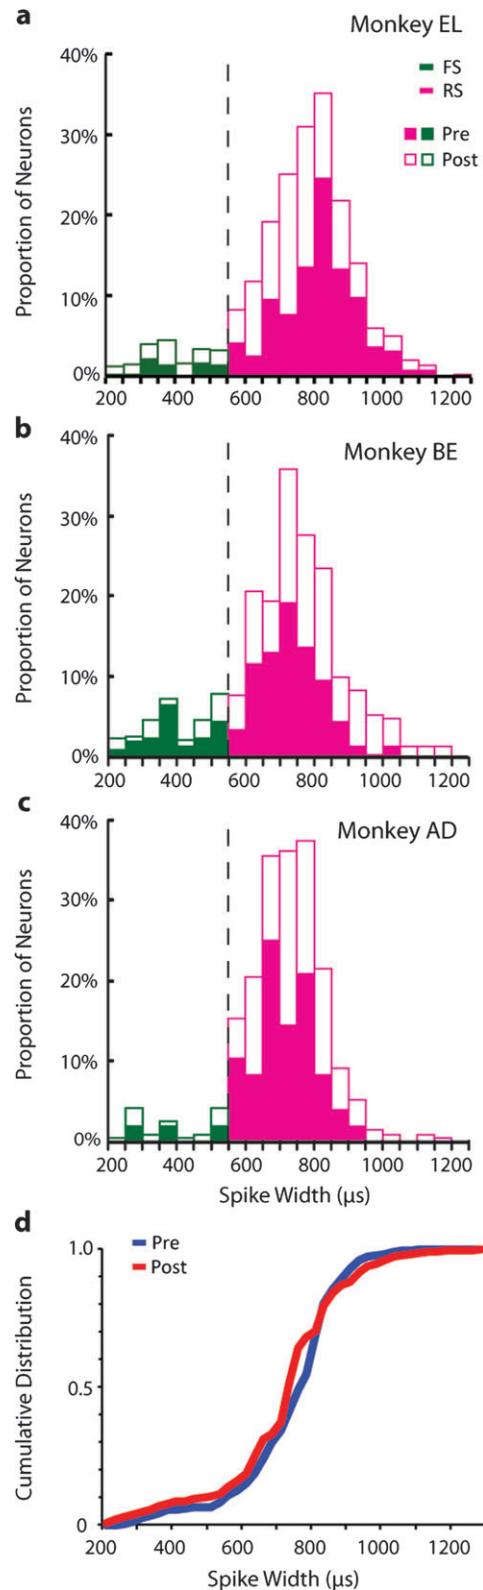 a
Monkey EL
40%
FS
RS
30%
Pre
Post
20%
10%
0%
Proportion of Neurons
200 400 600 800 1000 1200
b
Monkey BE
40%
30%
20%
10%
0%
Proportion of Neurons
200 400 600 800 1000 1200
c
Monkey AD
40%
30%
20%
10%
0%
Proportion of Neurons
200 400 600 800 1000 1200
Spike Width (μs)
d
Pre
Post
1.0
0.5
0
Cumulative Distribution
200 400 600 800 1000 1200
Spike Width (μs)